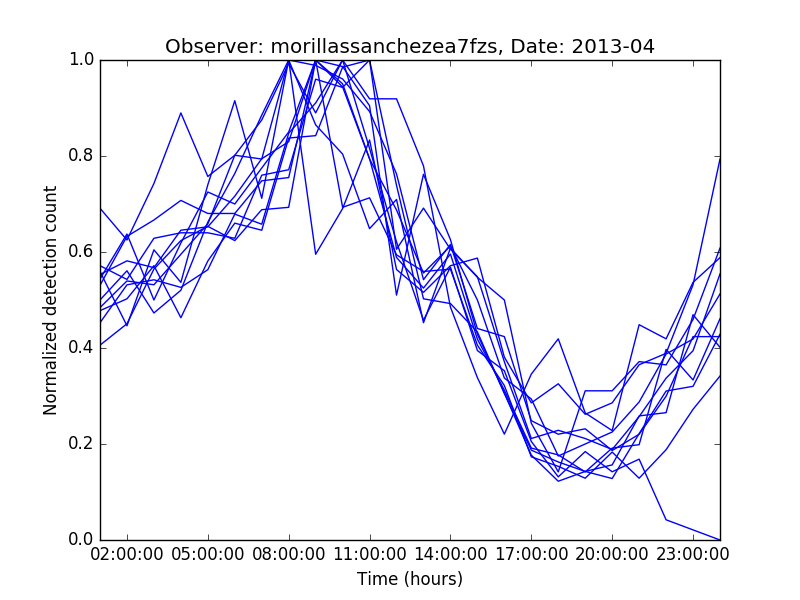 Observer: morillassanchezea7fzs, Date: 2013-04
Normalized detection count
1.0
0.8
0.6
0.4
0.2
0.0
02:00:00 05:00:00 08:00:00 11:00:00 14:00:00 17:00:00 20:00:00 23:00:00
Time (hours)